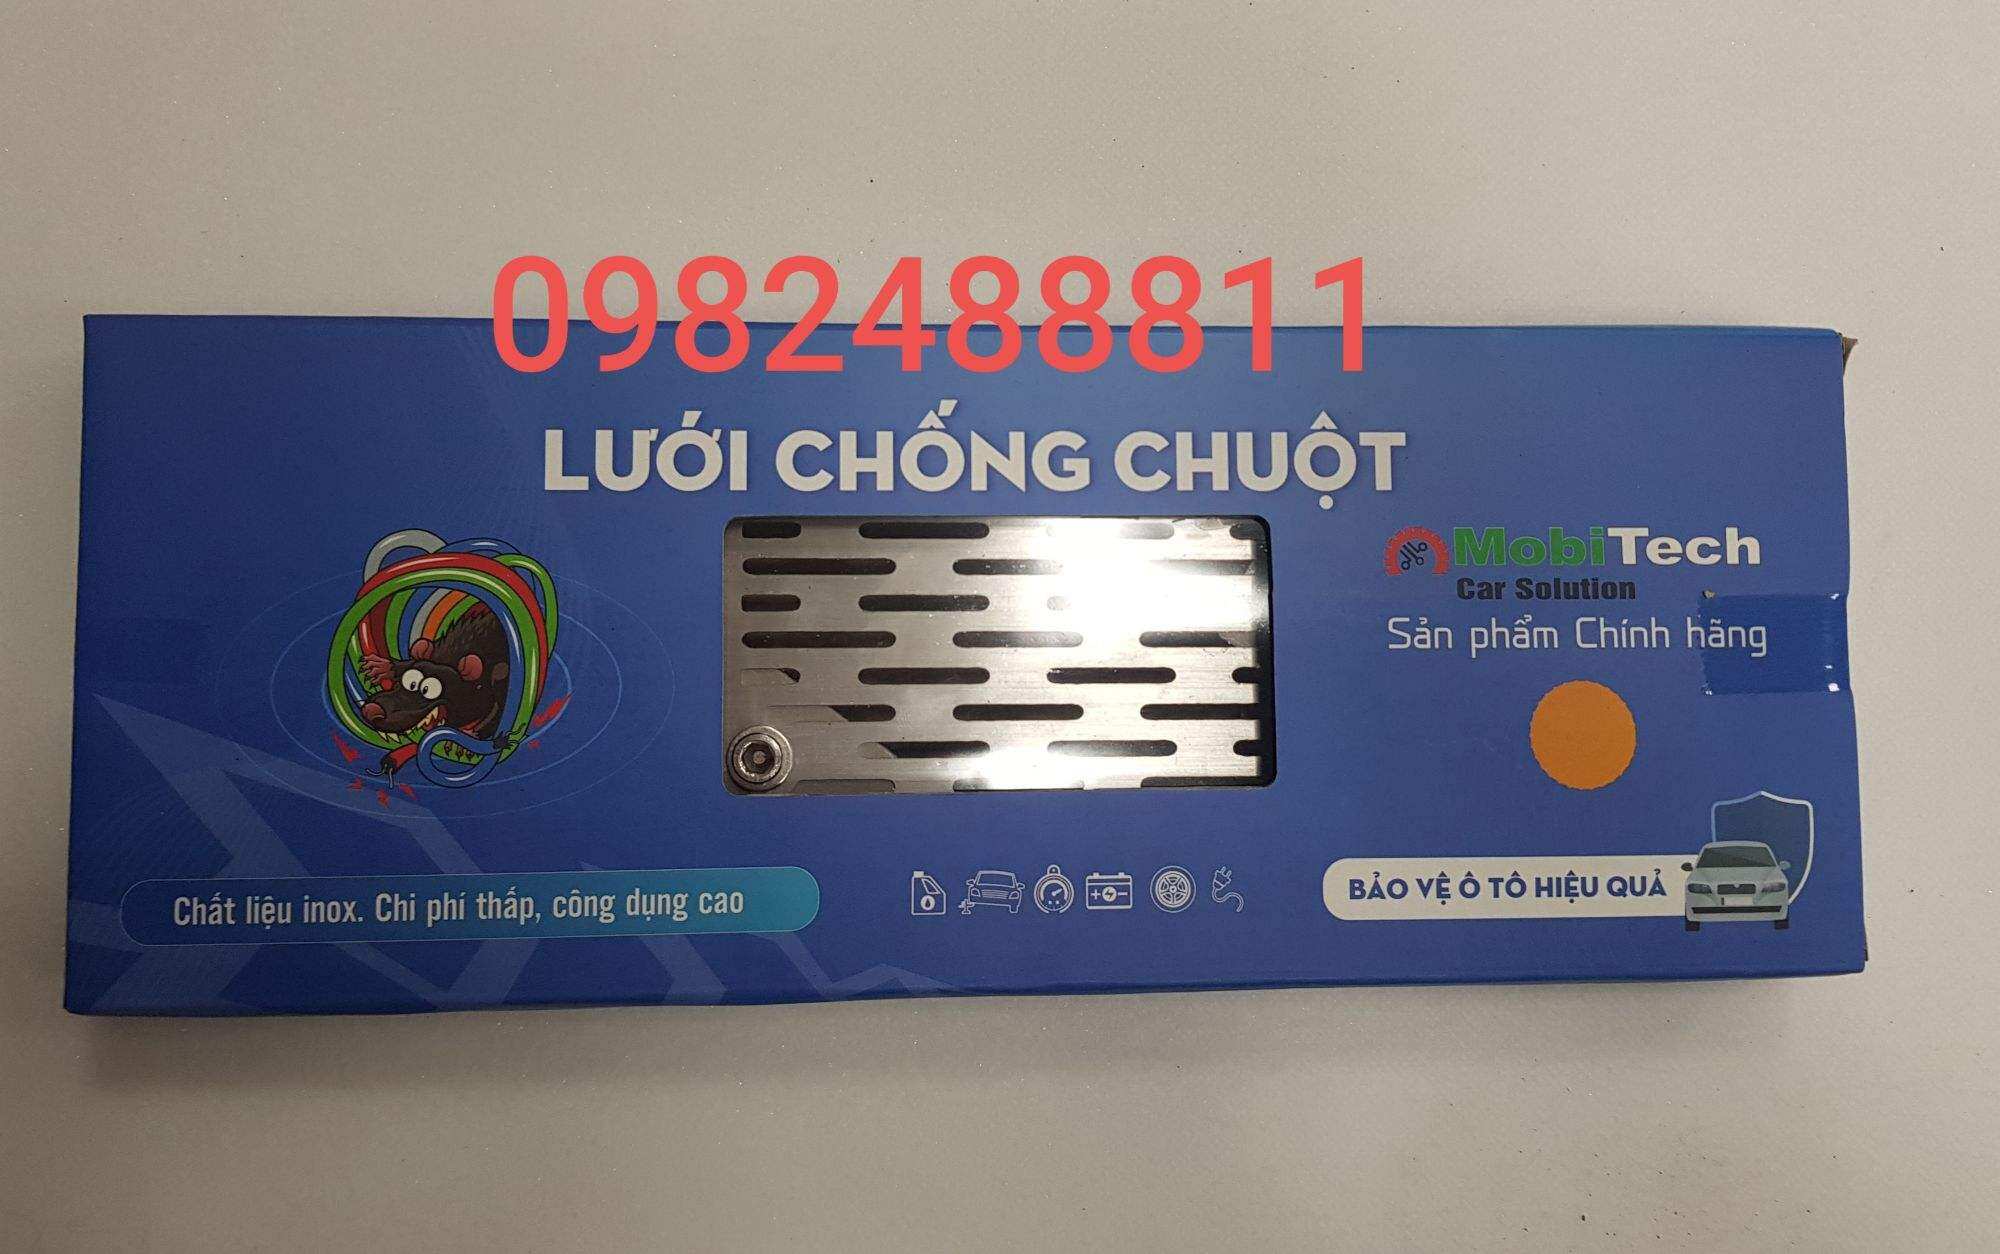 0982488811
LƯỚI CHỐNG CHUỘT
MobiTech
Car Solution
Sản phẩm Chính hãng
Chất liệu inox. Chi phí thấp, công dụng cao
BẢO VỆ Ô TÔ HIỆU QUẢ